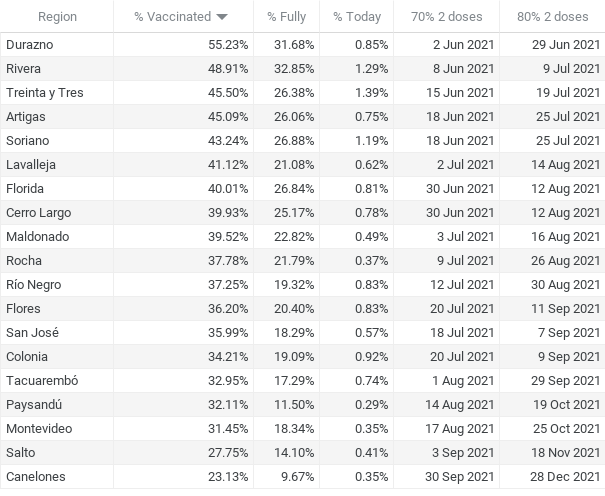 Region % Vaccinated % Fully % Today 70% 2 doses 80% 2 doses
Durazno 55.23% 31.68% 0.85% 2 Jun 2021 29 Jun 2021
Rivera 48.91% 32.85% 1.29% 8 Jun 2021 9 Jul 2021
Treinta y Tres 45.50% 26.38% 1.39% 15 Jun 2021 19 Jul 2021
Artigas 45.09% 26.06% 0.75% 18 Jun 2021 25 Jul 2021
Soriano 43.24% 26.88% 1.19% 18 Jun 2021 25 Jul 2021
Lavalleja 41.12% 21.08% 0.62% 2 Jul 2021 14 Aug 2021
Florida 40.01% 26.84% 0.81% 30 Jun 2021 12 Aug 2021
Cerro Largo 39.93% 25.17% 0.78% 30 Jun 2021 12 Aug 2021
Maldonado 39.52% 22.82% 0.49% 3 Jul 2021 16 Aug 2021
Rocha 37.78% 21.79% 0.37% 9 Jul 2021 26 Aug 2021
Río Negro 37.25% 19.32% 0.83% 12 Jul 2021 30 Aug 2021
Flores 36.20% 20.40% 0.83% 20 Jul 2021 11 Sep 2021
San José 35.99% 18.29% 0.57% 18 Jul 2021 7 Sep 2021
Colonia 34.21% 19.09% 0.92% 20 Jul 2021 9 Sep 2021
Tacuarembó 32.95% 17.29% 0.74% 1 Aug 2021 29 Sep 2021
Paysandú 32.11% 11.50% 0.29% 14 Aug 2021 19 Oct 2021
Montevideo 31.45% 18.34% 0.35% 17 Aug 2021 25 Oct 2021
Salto 27.75% 14.10% 0.41% 3 Sep 2021 18 Nov 2021
Canelones 23.13% 9.67% 0.35% 30 Sep 2021 28 Dec 2021